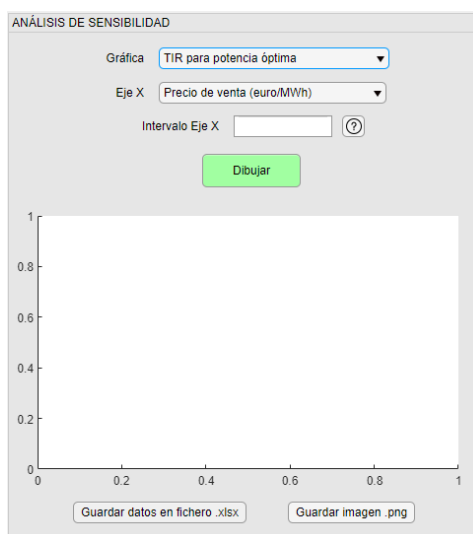 ANÁLISIS DE SENSIBILIDAD
Gráfica TIR para potencia óptima
Eje X Precio de venta (euro/MWh)
Intervalo Eje X ?
Dibujar
1
0.8
0.6
0.4
0.2
0
0 0.2 0.4 0.6 0.8 1
Guardar datos en fichero .xlsx Guardar imagen .png